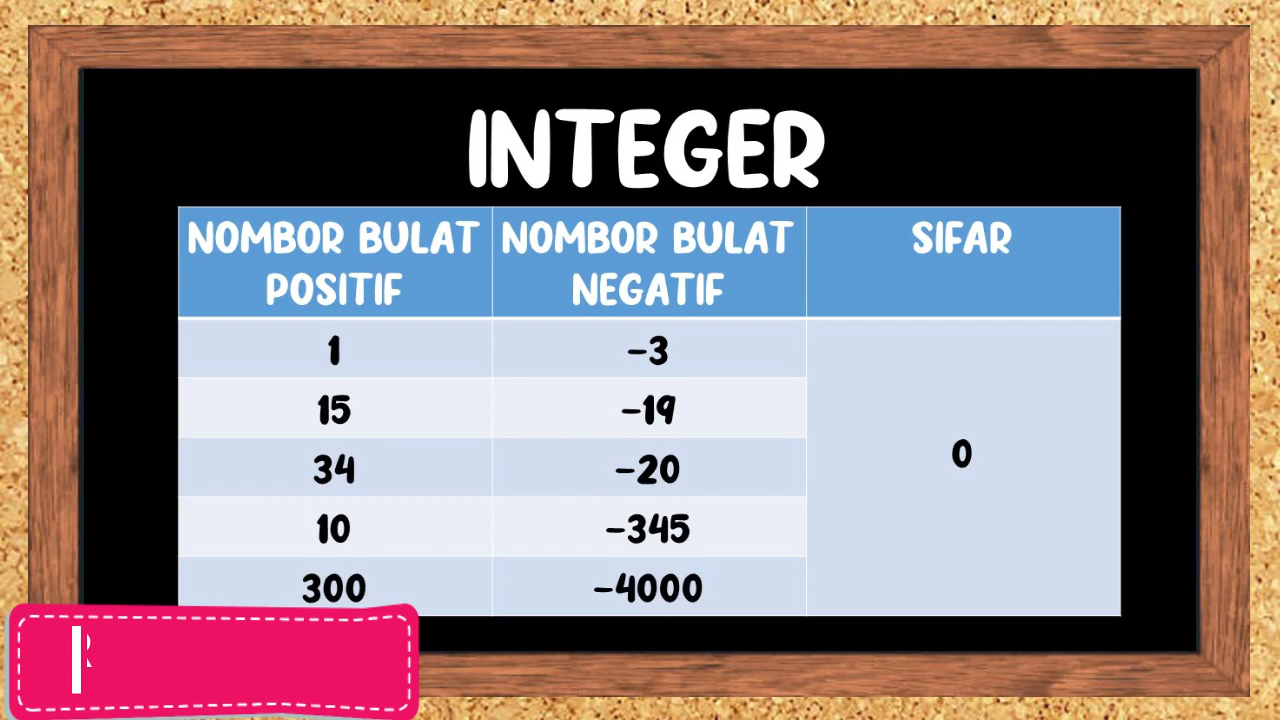 INTEGER
NOMBOR BULAT POSITIF NOMBOR BULAT NEGATIF SIFAR
1 -3
15 -19
34 -20 0
10 -345
300 -4000